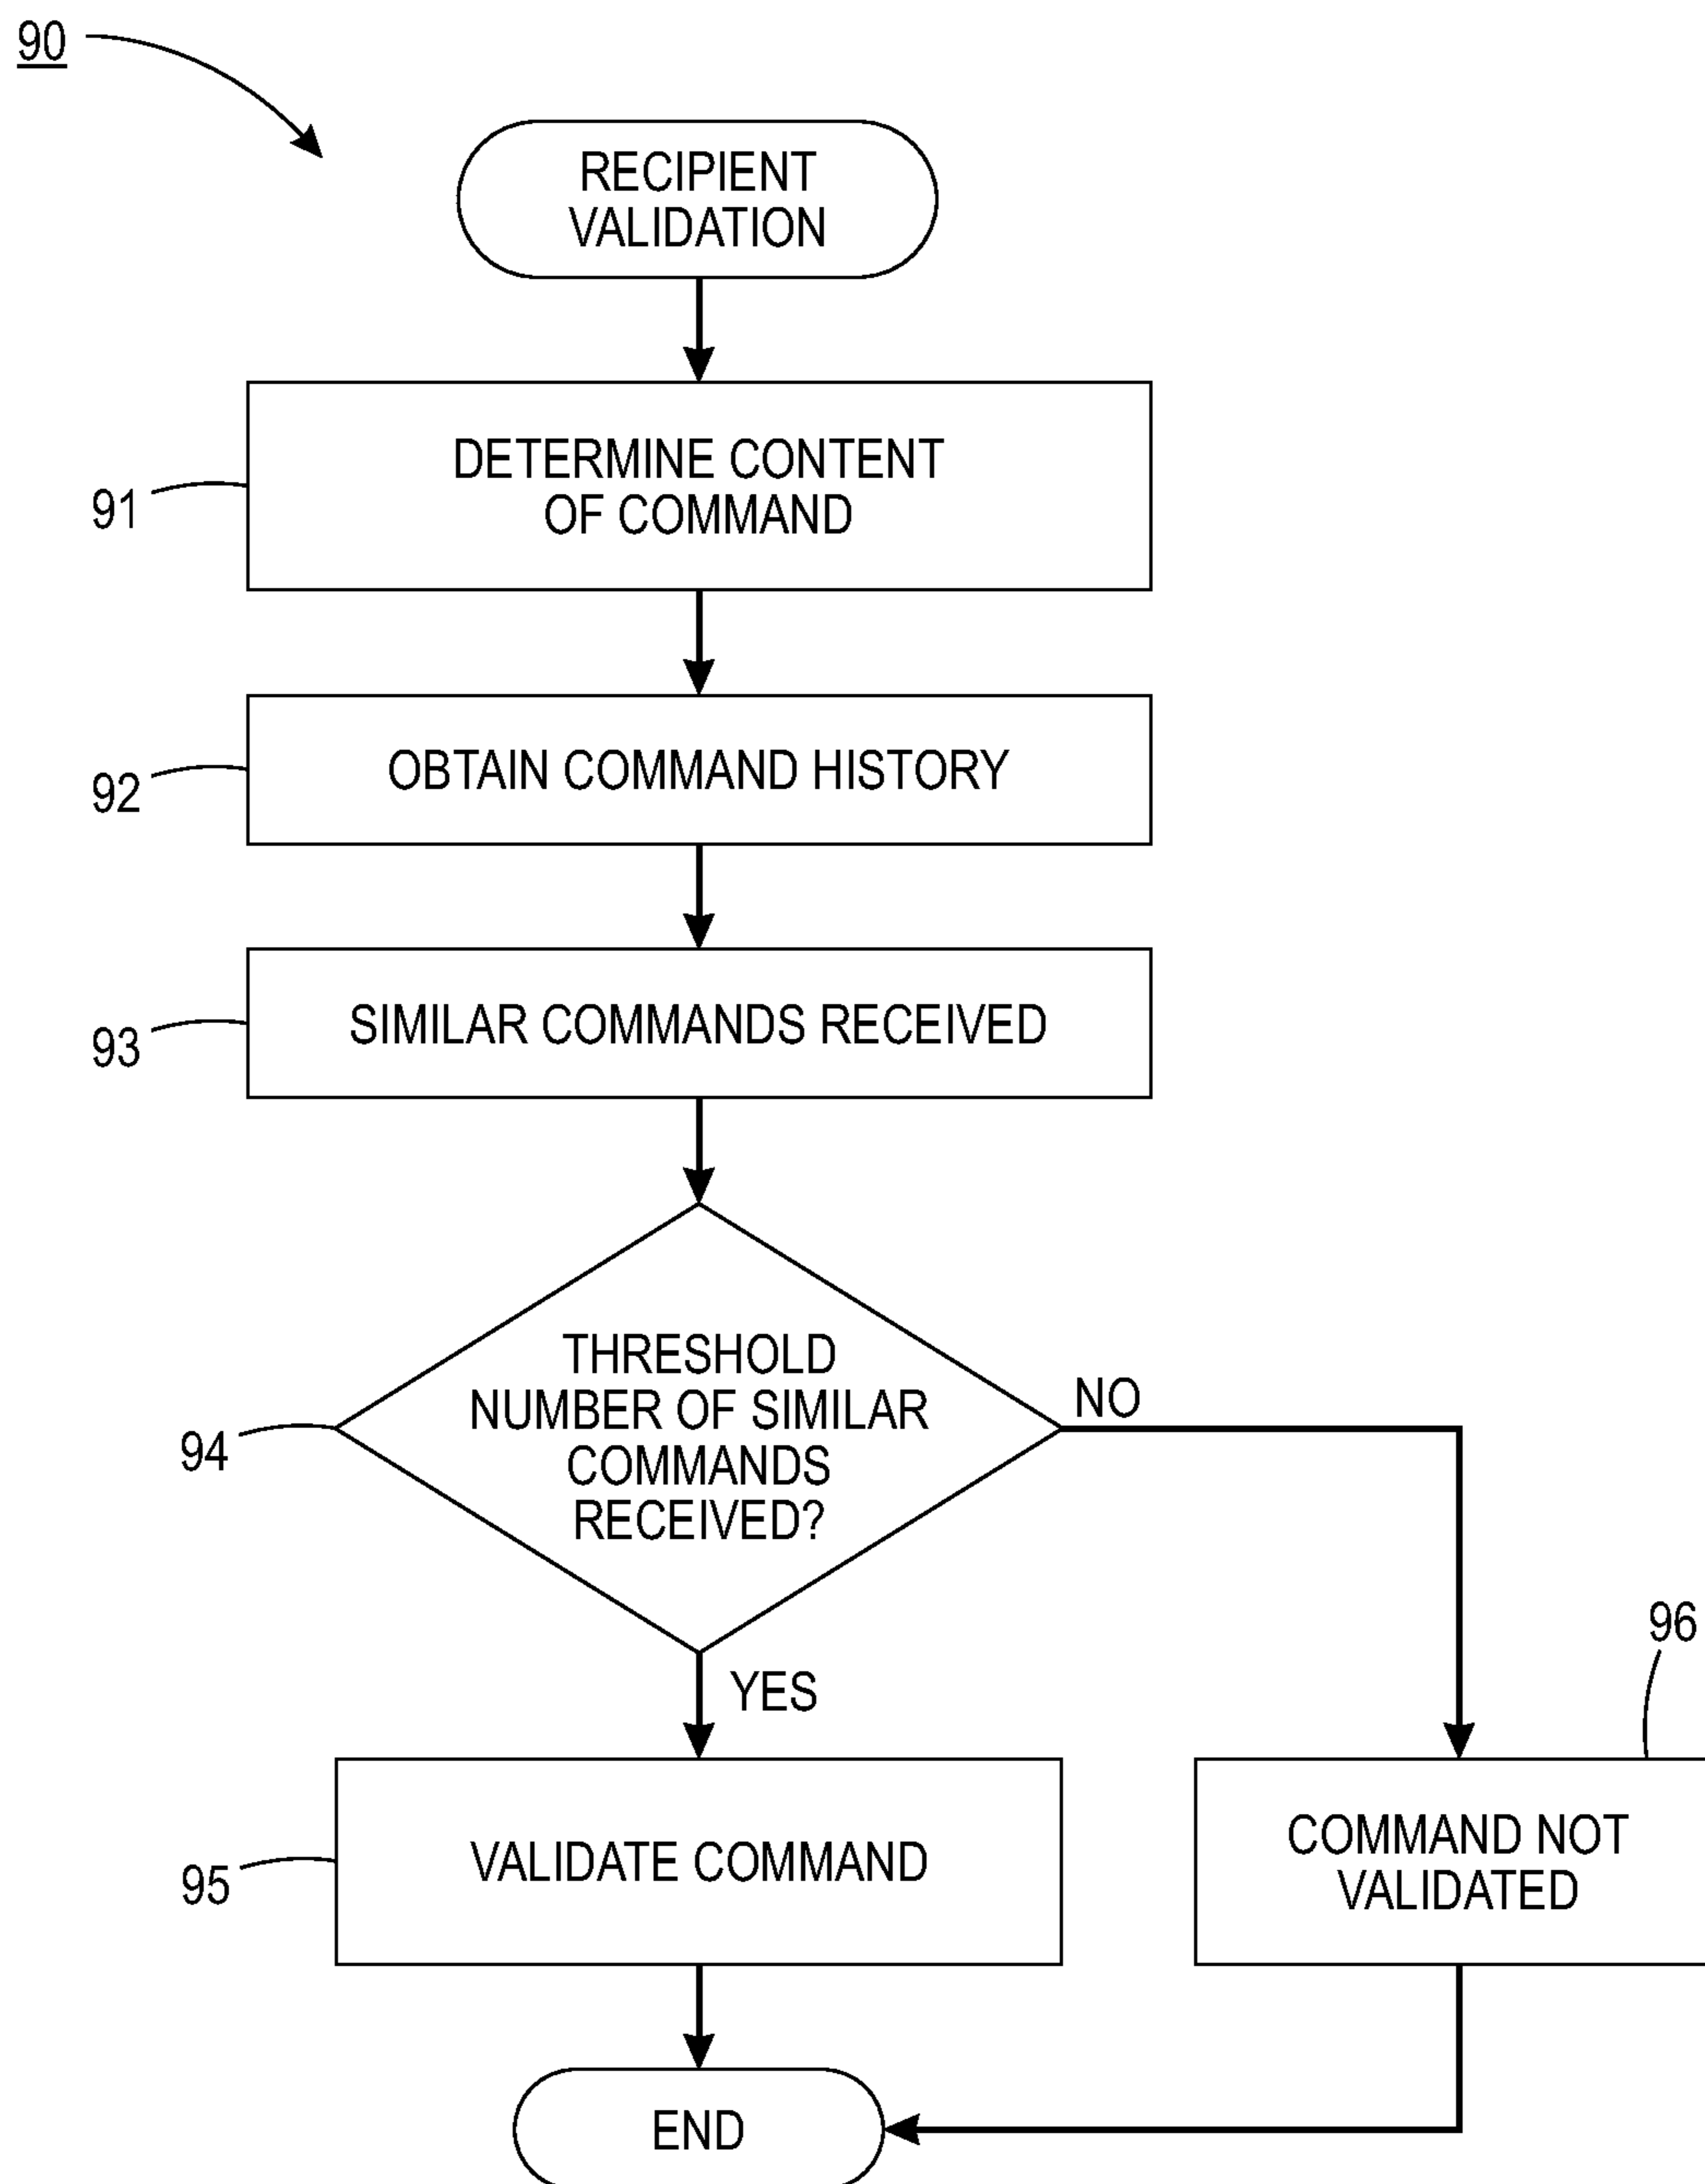 90
RECIPIENT
VALIDATION
DETERMINE CONTENT
OF COMMAND
91
OBTAIN COMMAND HISTORY
92
SIMILAR COMMANDS RECEIVED
93
THRESHOLD
NUMBER OF SIMILAR
COMMANDS
RECEIVED?
94
NO
YES
96
VALIDATE COMMAND
95
COMMAND NOT
VALIDATED
END